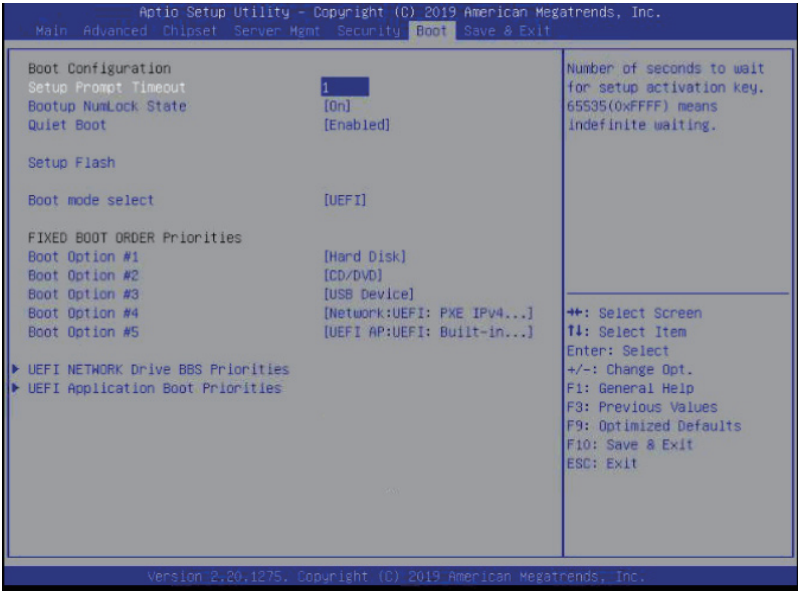 Aptio Setup Utility - Copyright (C) 2019 American Megatrends, Inc.
Main Advanced Chipset Server Mgmt Security Boot Save & Exit
Boot Configuration
Setup Prompt Timeout 1
Bootup NumLock State [On]
Quiet Boot [Enabled]
Setup Flash
Boot mode select [UEFI]
FIXED BOOT ORDER Priorities
Boot Option #1 [Hard Disk]
Boot Option #2 [CD/DVD]
Boot Option #3 [USB Device]
Boot Option #4 [Network:UEFI: PXE IPv4...]
Boot Option #5 [UEFI AP:UEFI: Built-in...]
UEFI NETWORK Drive BBS Priorities
UEFI Application Boot Priorities
Number of seconds to wait
for setup activation key.
65535(0xFFFF) means
indefinite waiting.
→←: Select Screen
↑↓: Select Item
Enter: Select
+/-: Change Opt.
F1: General Help
F3: Previous Values
F9: Optimized Defaults
F10: Save & Exit
ESC: Exit
Version 2.20.1275. Copyright (C) 2019 American Megatrends, Inc.